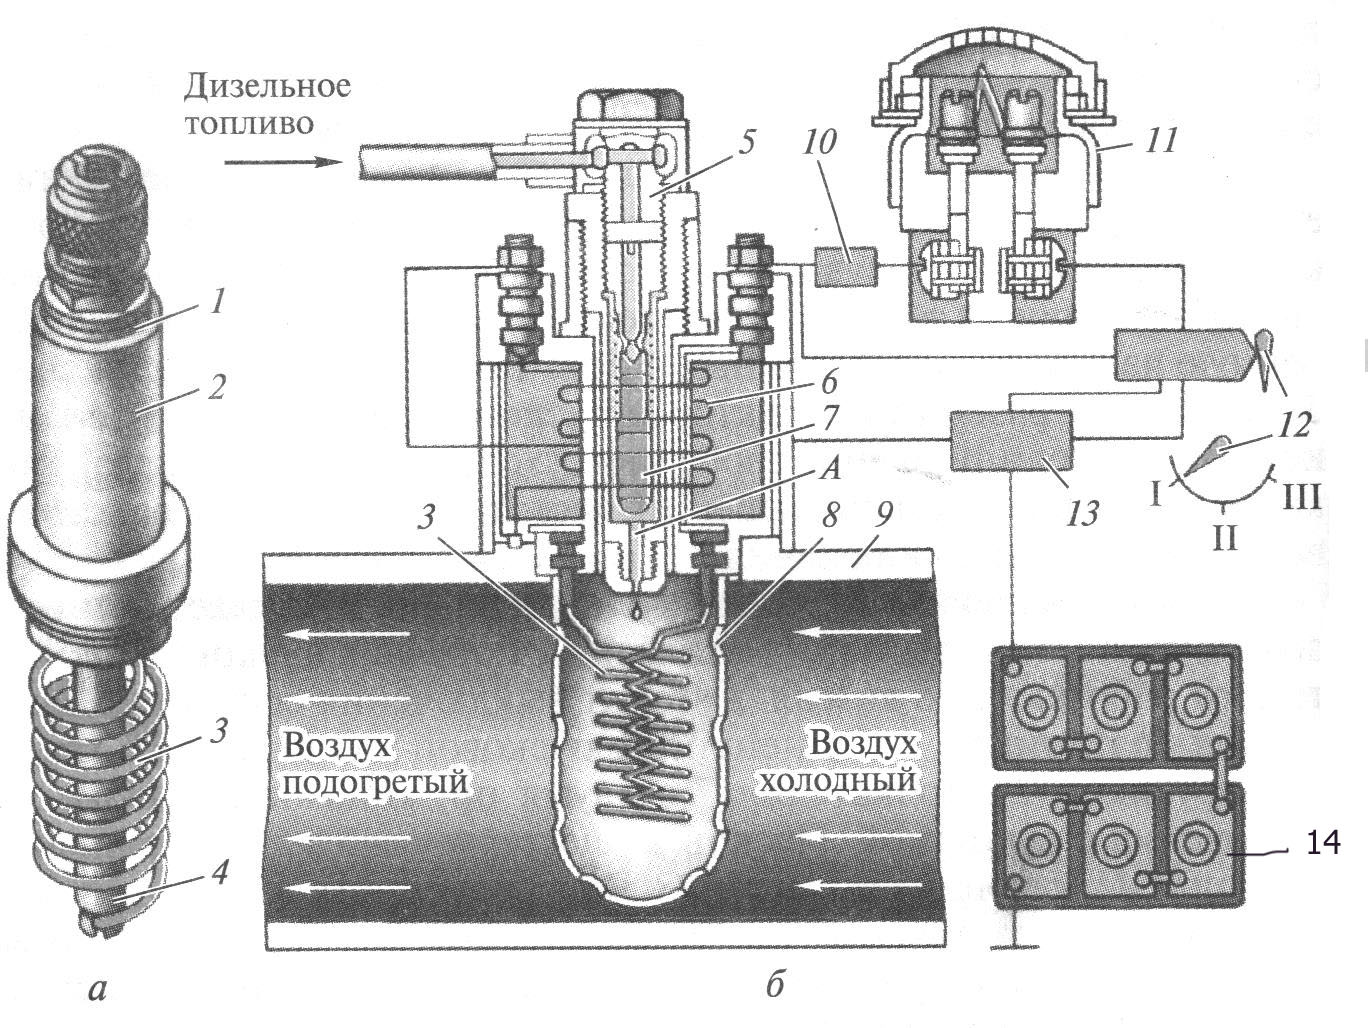 Дизельное
топливо
1
2
3
4
а
5
6
7
А
3
8
9
10
11
12
12
I
II
III
13
Воздух
подогретый
Воздух
холодный
14
б